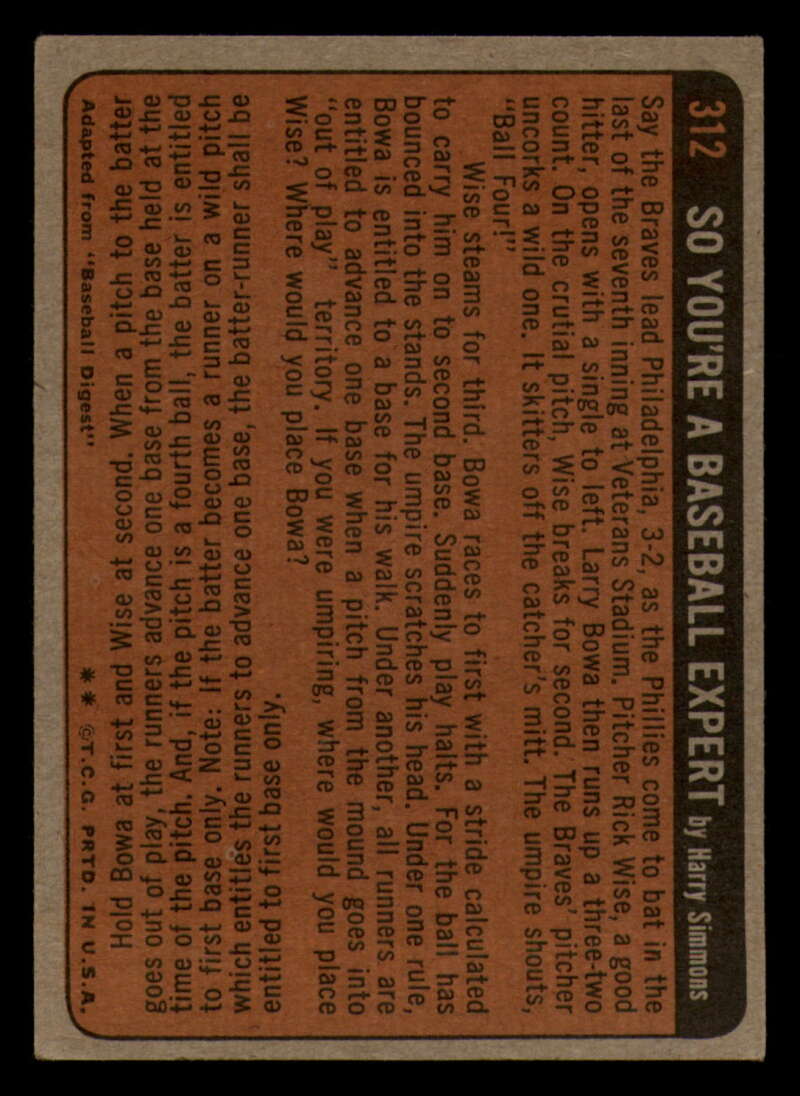 312 SO YOU'RE A BASEBALL EXPERT by Harry Simmons
Say the Braves lead Philadelphia, 3-2, as the Phillies come to bat in the
last of the seventh inning at Veterans Stadium. Pitcher Rick Wise, a good
hitter, opens with a single to left. Larry Bowa then runs up a three-two
count. On the crutial pitch, Wise breaks for second. The Braves' pitcher
uncorks a wild one. It skitters off the catcher's mitt. The umpire shouts,
"Ball Four!"
Wise steams for third. Bowa races to first with a stride calculated
to carry him on to second base. Suddenly play halts. For the ball has
bounced into the stands. The umpire scratches his head. Under one rule,
Bowa is entitled to a base for his walk. Under another, all runners are
entitled to advance one base when a pitch from the mound goes into
"out of play" territory. If you were umpiring, where would you place
Wise? Where would you place Bowa?
Hold Bowa at first and Wise at second. When a pitch to the batter
goes out of play, the runners advance one base from the base held at the
time of the pitch. And, if the pitch is a fourth ball, the batter is entitled
to first base only. Note: If the batter becomes a runner on a wild pitch
which entitles the runners to advance one base, the batter-runner shall be
entitled to first base only.
Adapted from "Baseball Digest" ** ©T.C.G. PRTD. IN U.S.A.